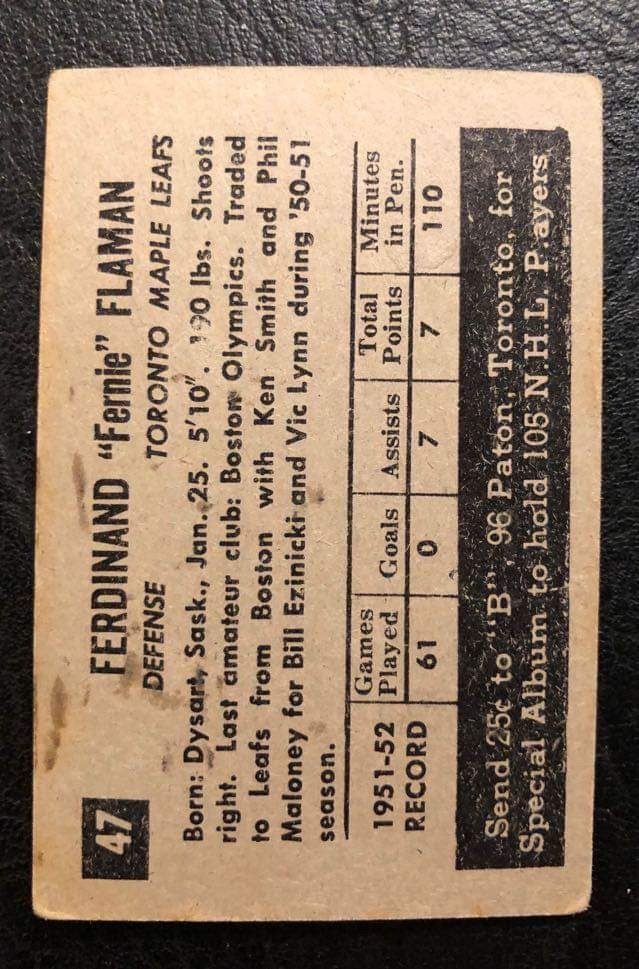 47
FERDINAND "Fernie" FLAMAN
DEFENSE TORONTO MAPLE LEAFS
Born: Dysart, Sask., Jan. 25. 5'10". 190 lbs. Shoots
right. Last amateur club: Boston Olympics. Traded
to Leafs from Boston with Ken Smith and Phil
Maloney for Bill Ezinicki and Vic Lynn during '50-51
season.
1951-52 RECORD
Games Played Goals Assists Total Points Minutes in Pen.
61 0 7 7 110
Send 25¢ to "B", 96 Paton, Toronto, for
Special Album to hold 105 N.H.L. Players